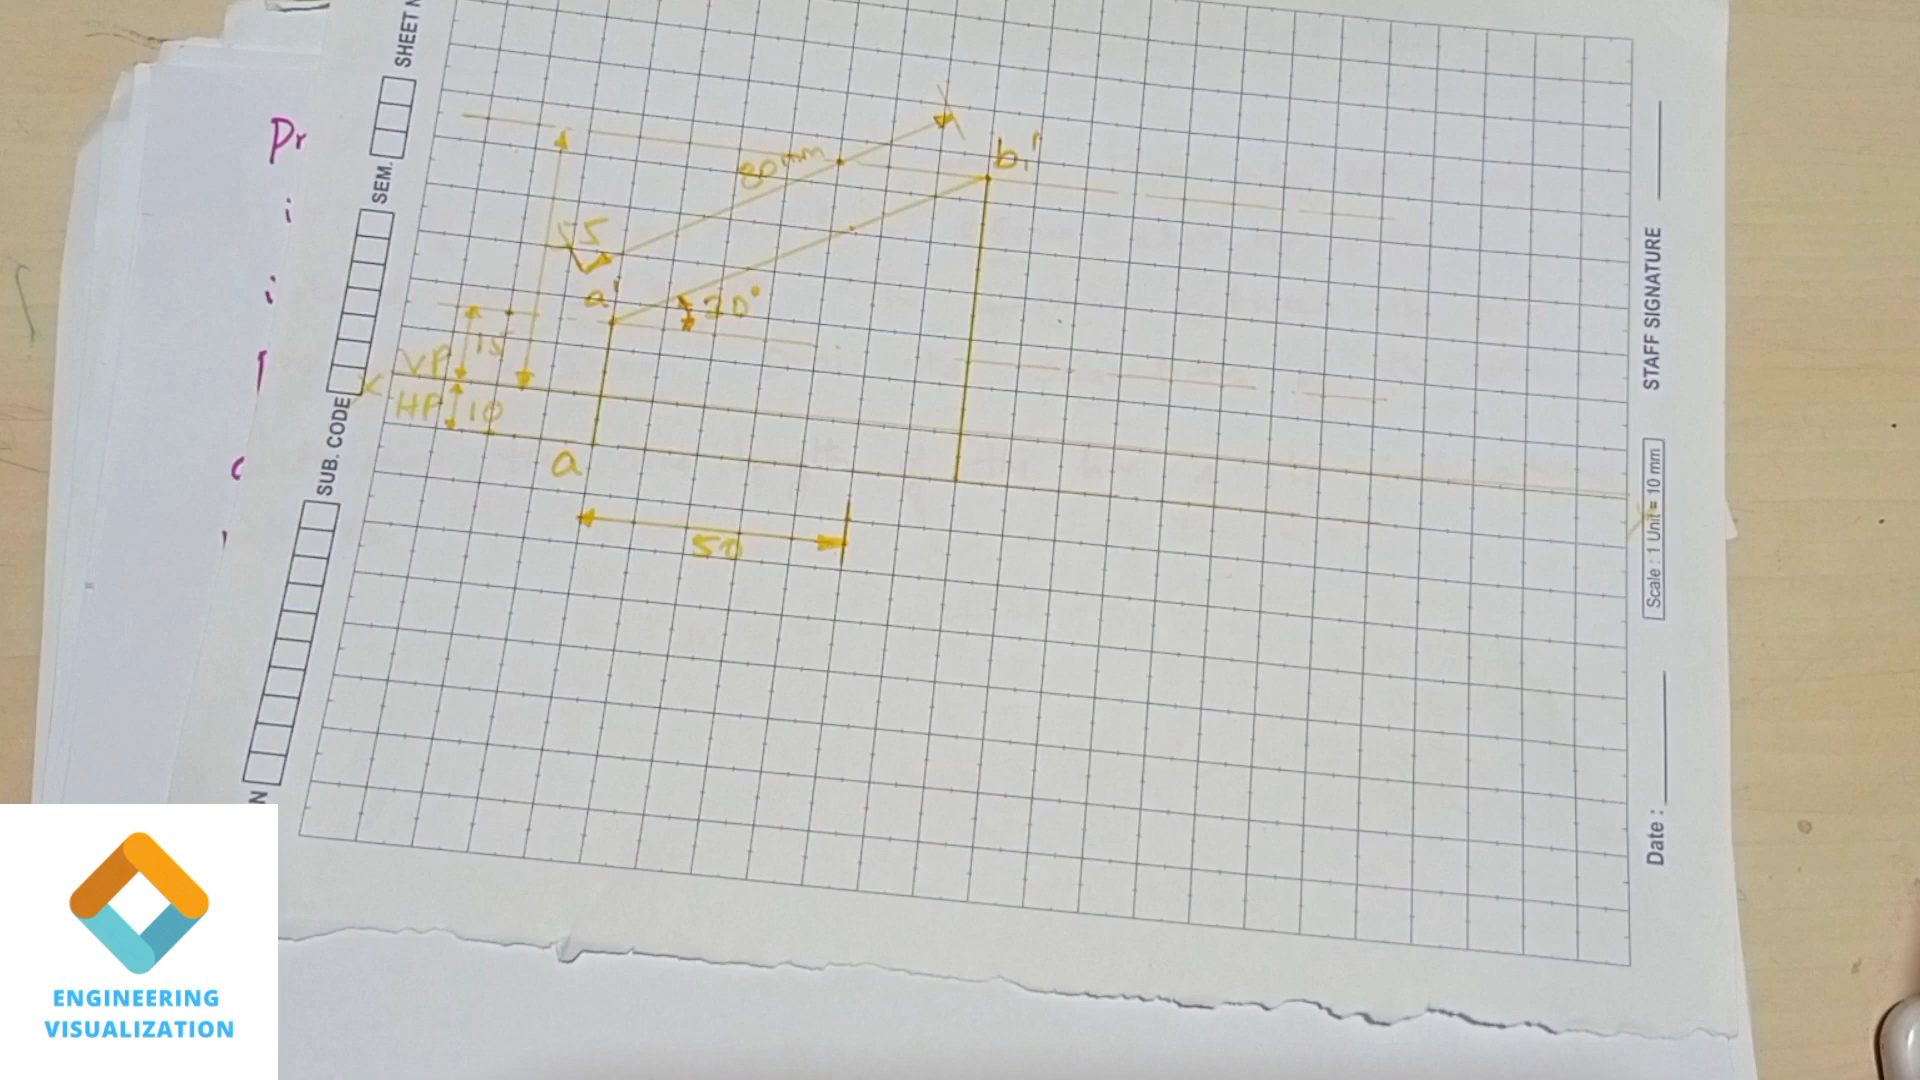 SHEET N
SEM.
SUB. CODE
N
Pr
80mm
b₁'
55
a'
30°
15
VP
X
HP
10
a
50
Y
STAFF SIGNATURE
Scale : 1 Unit = 10 mm
Date :
ENGINEERING
VISUALIZATION